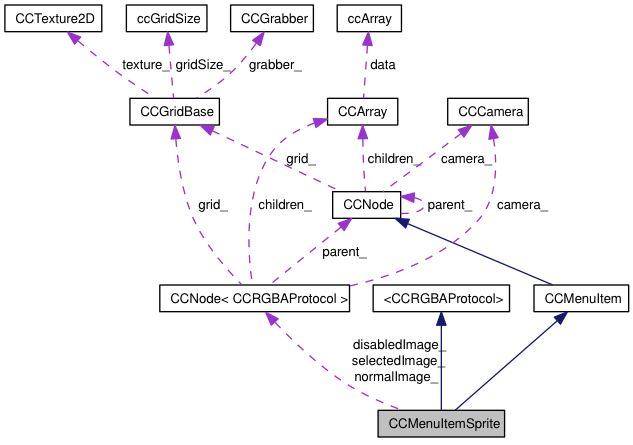 CCTexture2D
ccGridSize
CCGrabber
ccArray
texture_
gridSize_
grabber_
data
CCGridBase
CCArray
CCCamera
grid_
children_
camera_
CCNode
parent_
grid_
children_
camera_
parent_
CCNode< CCRGBAProtocol >
<CCRGBAProtocol>
CCMenuItem
disabledImage_
selectedImage_
normalImage_
CCMenuItemSprite